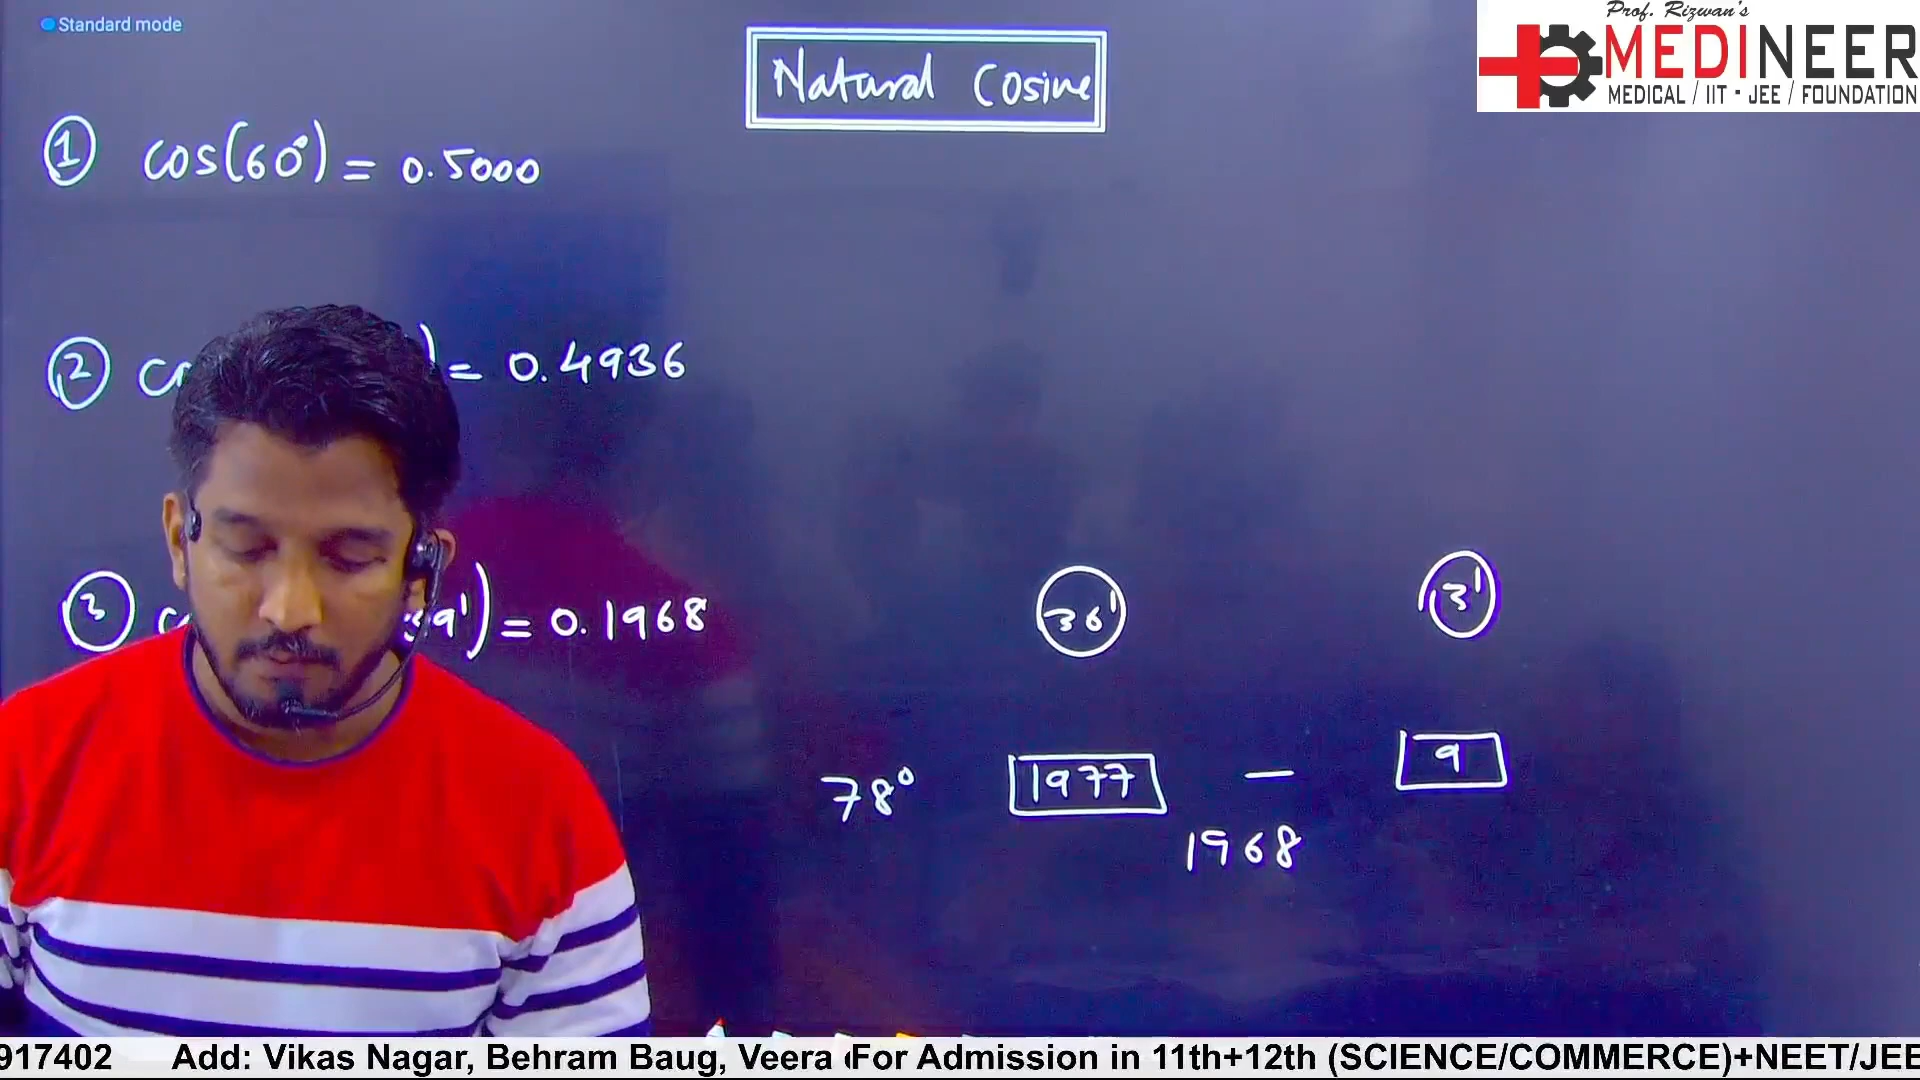 Standard mode
Natural Cosine
Prof. Rizwan's
MEDINEER
MEDICAL / IIT - JEE / FOUNDATION
① cos(60°) = 0.5000
② co ) = 0.4936
③ 39') = 0.1968
36' 3'
78° 1977 — 9
1968
917402 Add: Vikas Nagar, Behram Baug, Veera For Admission in 11th+12th (SCIENCE/COMMERCE)+NEET/JEE